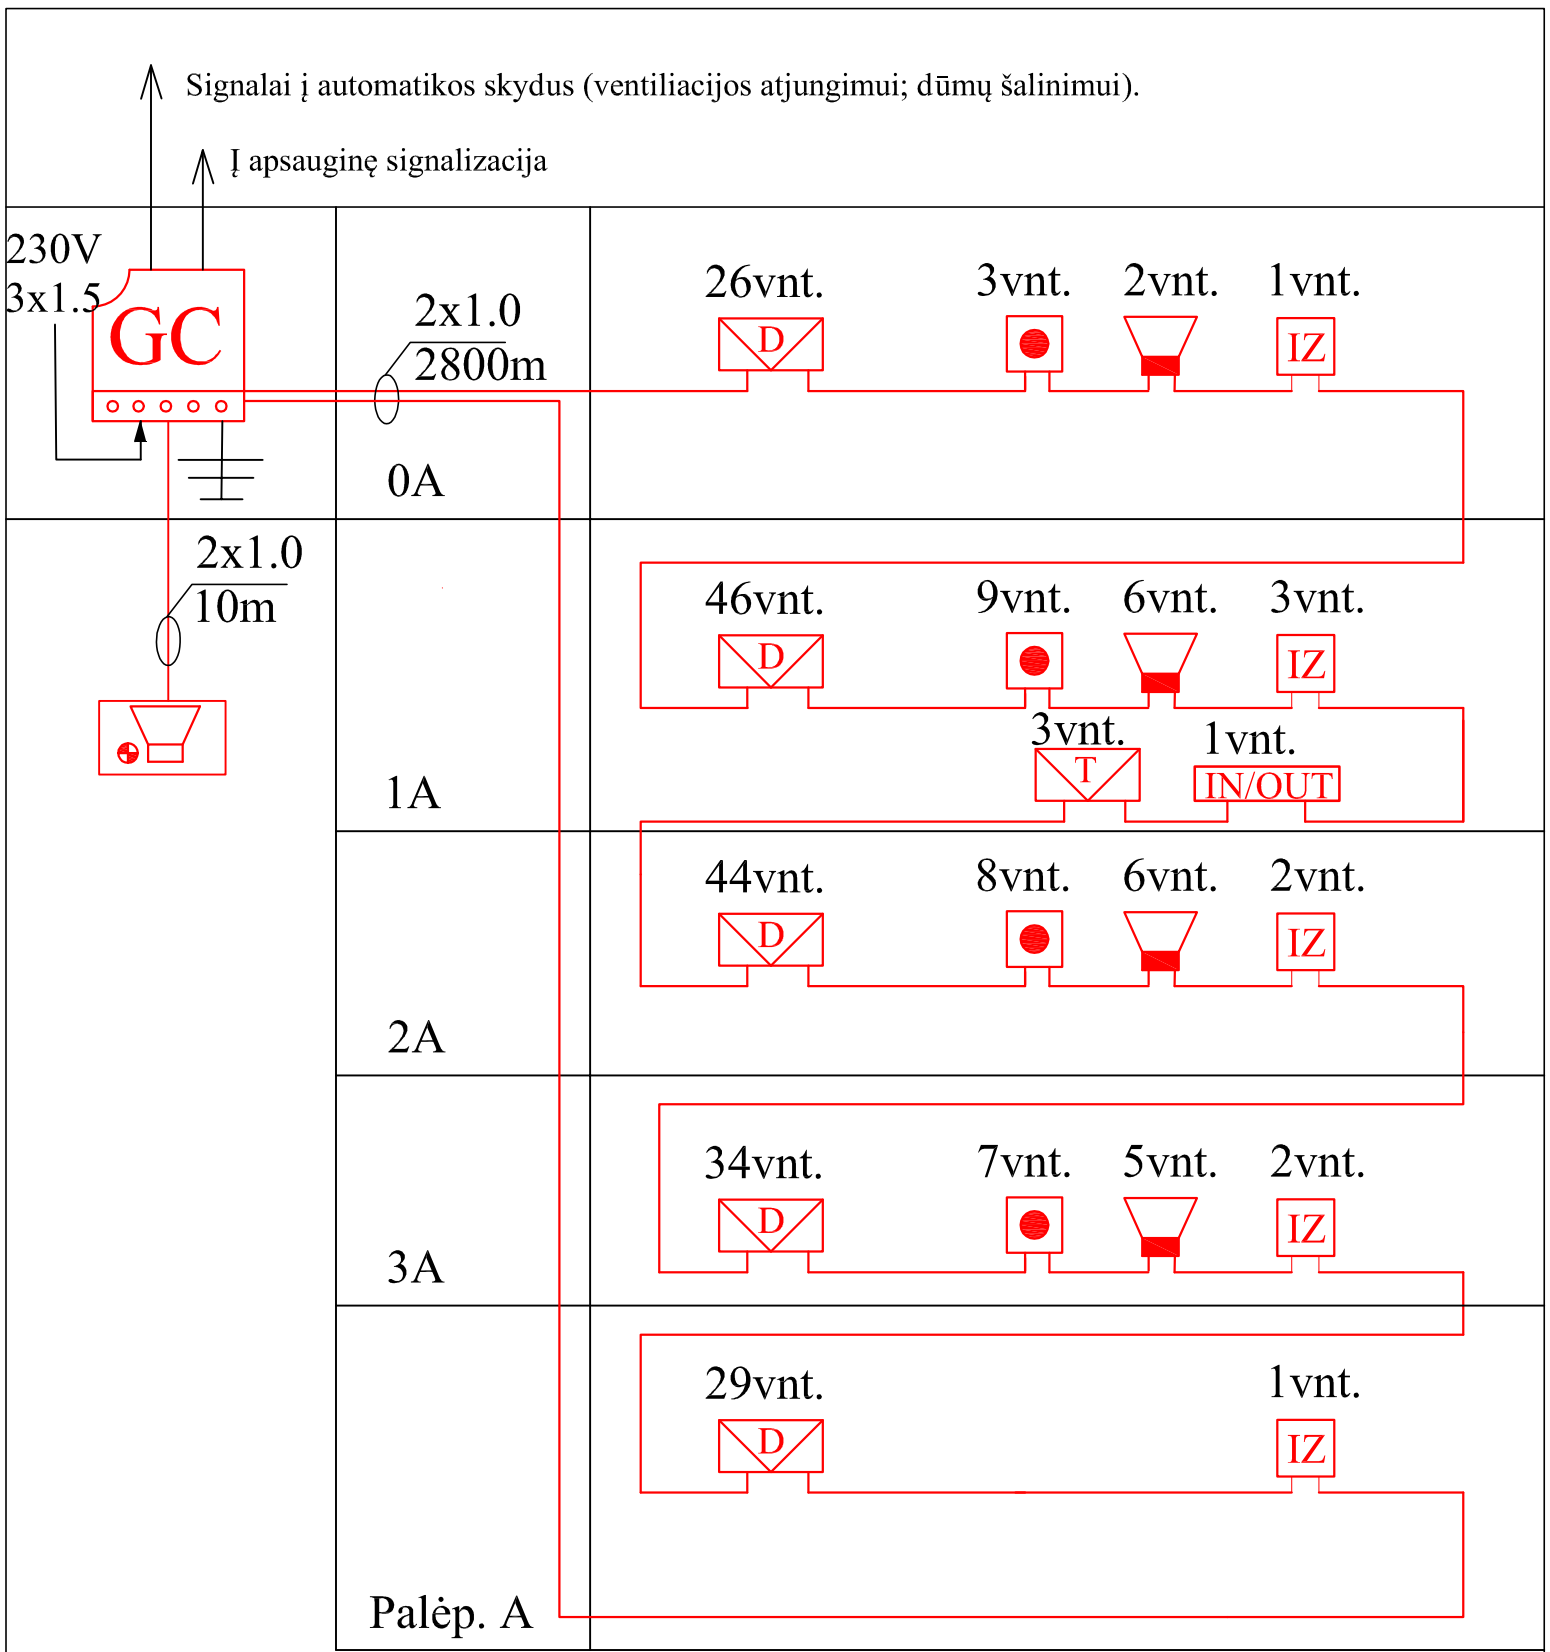 Signalai į automatikos skydus (ventiliacijos atjungimui; dūmų šalinimui).
Į apsauginę signalizacija
230V
3x1.5
GC
2x1.0
2800m
0A
26vnt.
3vnt.
2vnt.
1vnt.
D
IZ
2x1.0
10m
1A
46vnt.
9vnt.
6vnt.
3vnt.
D
IZ
3vnt.
1vnt.
T
IN/OUT
2A
44vnt.
8vnt.
6vnt.
2vnt.
D
IZ
3A
34vnt.
7vnt.
5vnt.
2vnt.
D
IZ
Palėp. A
29vnt.
1vnt.
D
IZ